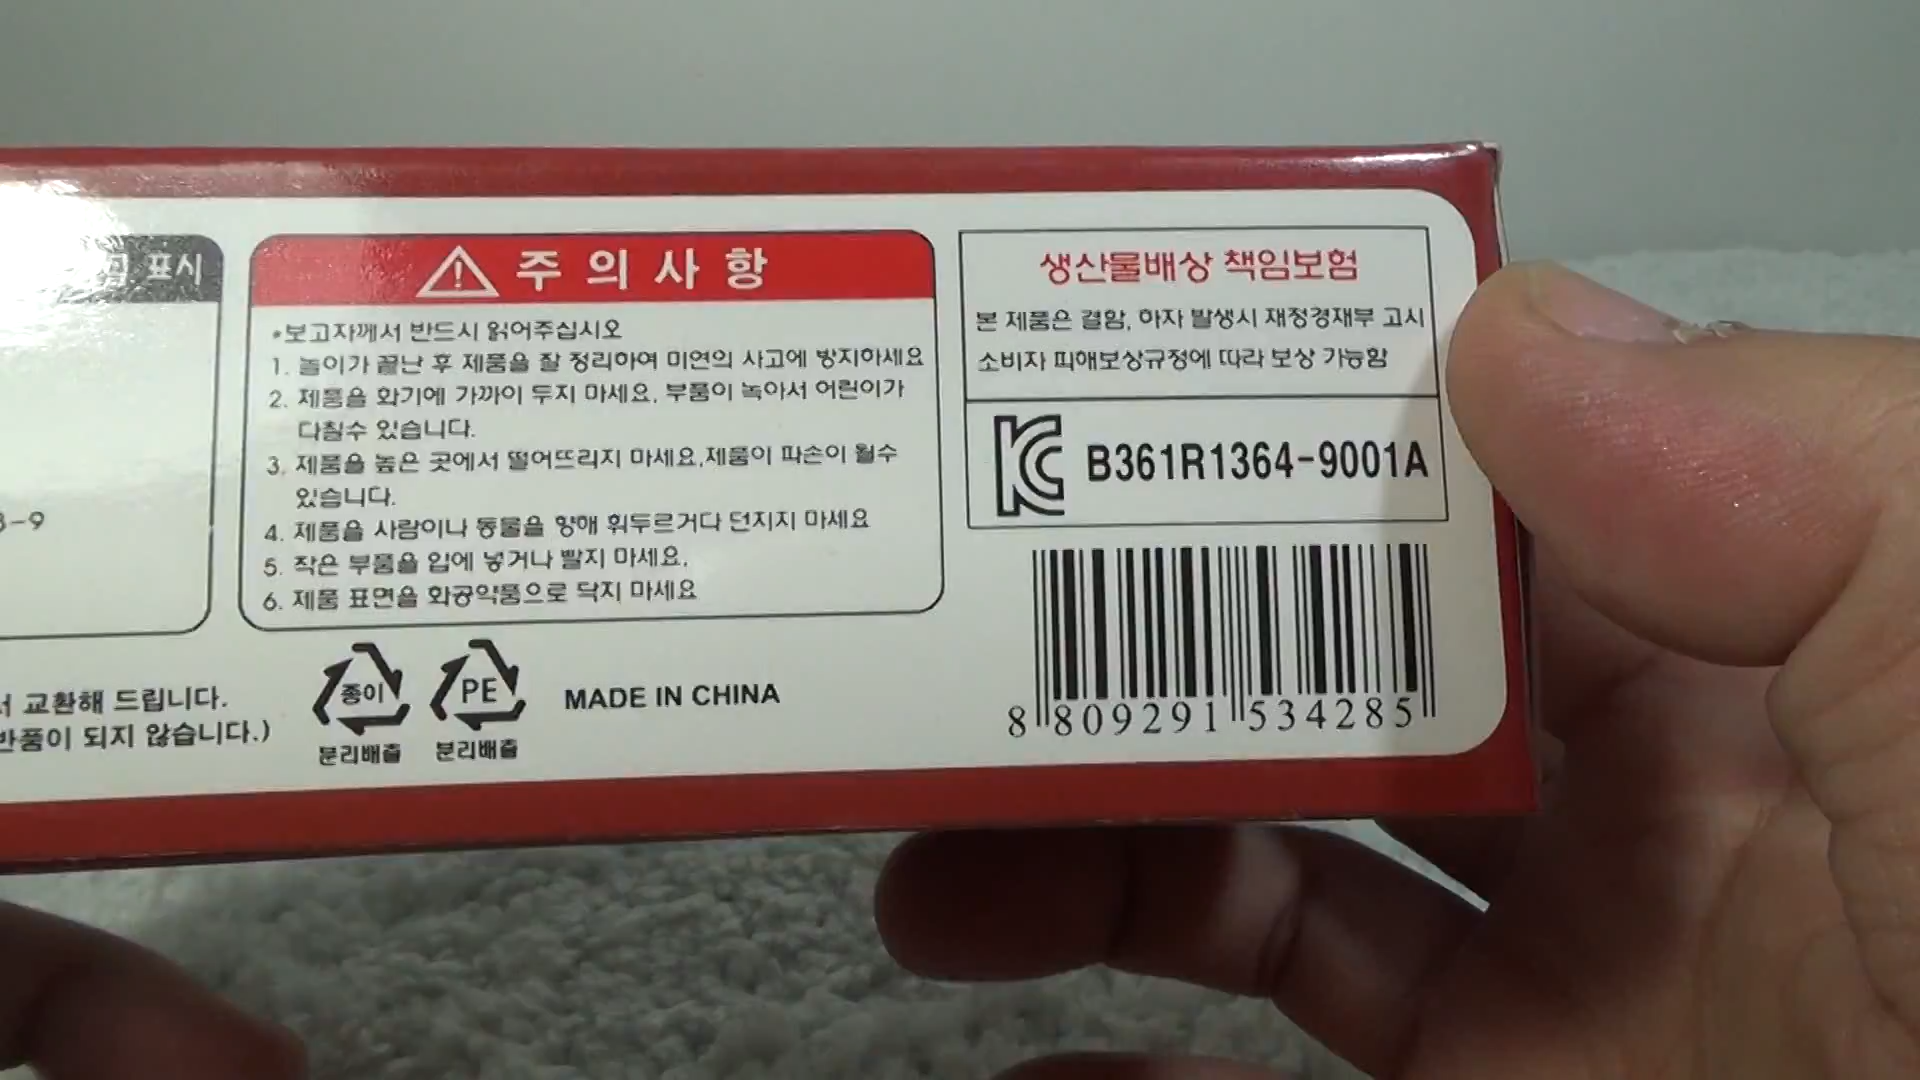 표시
3-9
서 교환해 드립니다.
반품이 되지 않습니다.)
주의사항
*보고자께서 반드시 읽어주십시오
1. 놀이가 끝난 후 제품을 잘 정리하여 미연의 사고에 방지하세요
2. 제품을 화기에 가까이 두지 마세요, 부품이 녹아서 어린이가
다칠수 있습니다.
3. 제품을 높은 곳에서 떨어뜨리지 마세요,제품이 파손이 될수
있습니다.
4. 제품을 사람이나 동물을 향해 휘두르거다 던지지 마세요
5. 작은 부품을 입에 넣거나 빨지 마세요,
6. 제품 표면을 화공약품으로 닦지 마세요
종이
분리배출
PE
분리배출
MADE IN CHINA
생산물배상 책임보험
본 제품은 결함, 하자 발생시 재정경재부 고시
소비자 피해보상규정에 따라 보상 가능함
KC B361R1364-9001A
8 809291 534285